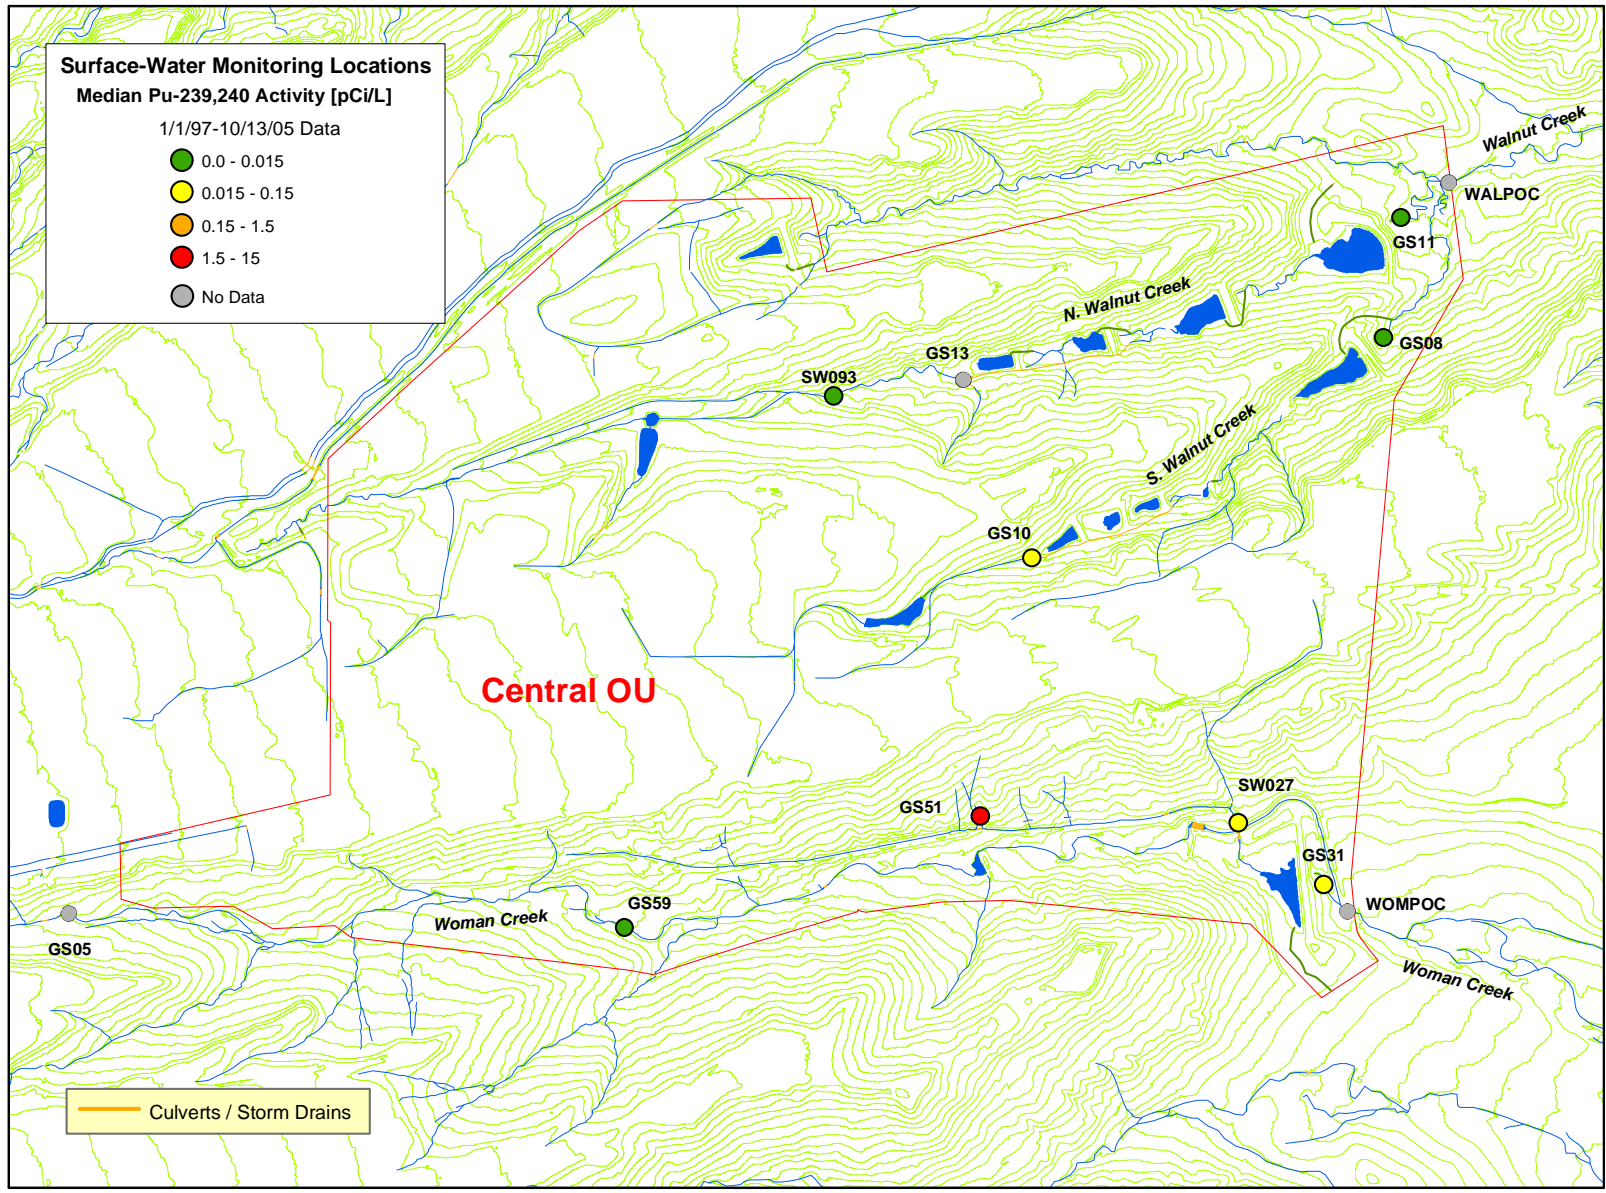 Surface-Water Monitoring Locations
Median Pu-239,240 Activity [pCi/L]
1/1/97-10/13/05 Data
0.0 - 0.015
0.015 - 0.15
0.15 - 1.5
1.5 - 15
No Data
Walnut Creek
WALPOC
GS11
N. Walnut Creek
GS08
GS13
SW093
S. Walnut Creek
GS10
Central OU
SW027
GS51
GS31
GS59
WOMPOC
Woman Creek
GS05
Woman Creek
Culverts / Storm Drains